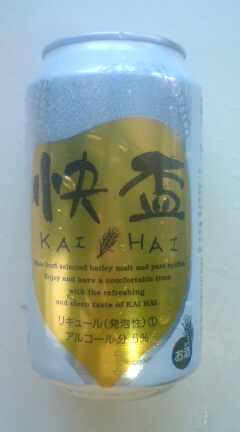 快盃
KAI HAI
Made from selected barley malt and pure spirits.
Enjoy and have a comfortable time
with the refreshing
and clean taste of KAI HAI.
リキュール(発泡性)①
アルコール分 5%
お酒